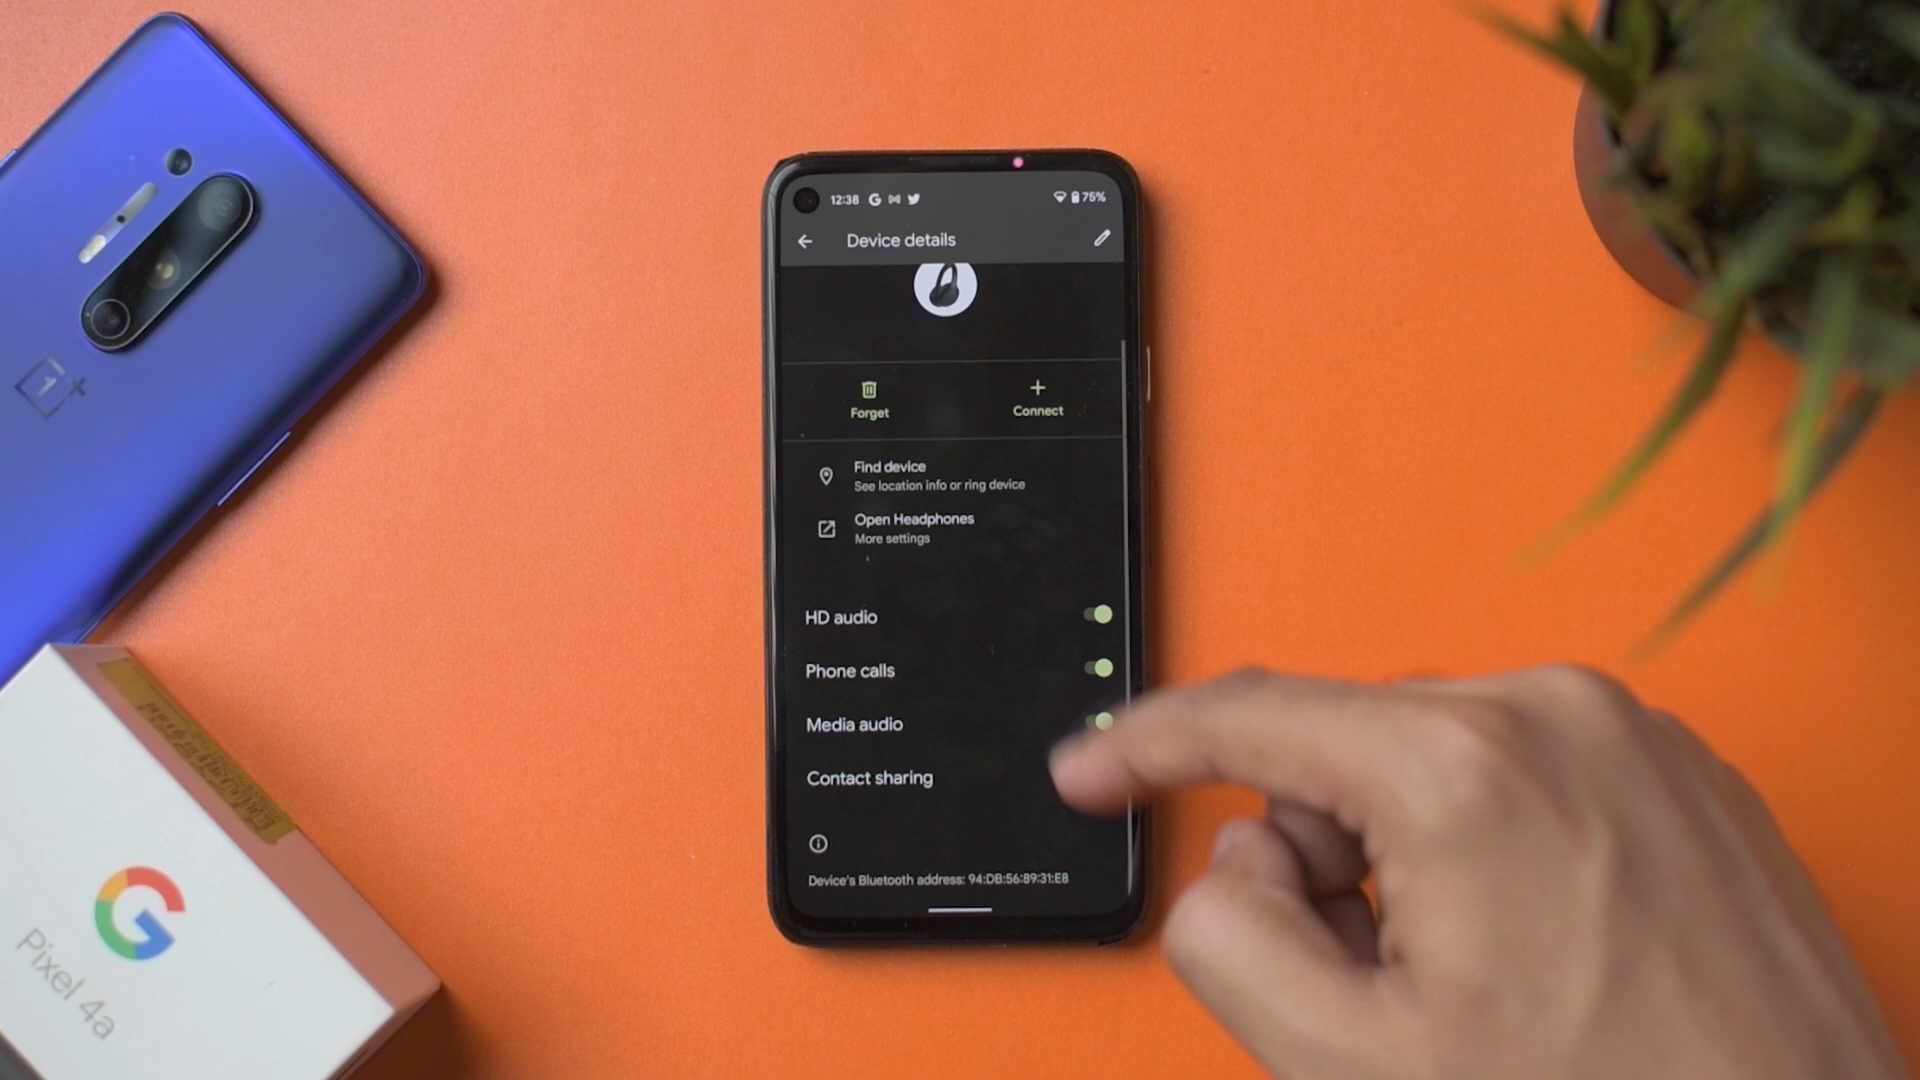 12:38
75%
Device details
Forget
Connect
Find device
See location info or ring device
Open Headphones
More settings
HD audio
Phone calls
Media audio
Contact sharing
Device's Bluetooth address: 94:DB:56:89:31:E8
1+
G
Pixel 4a